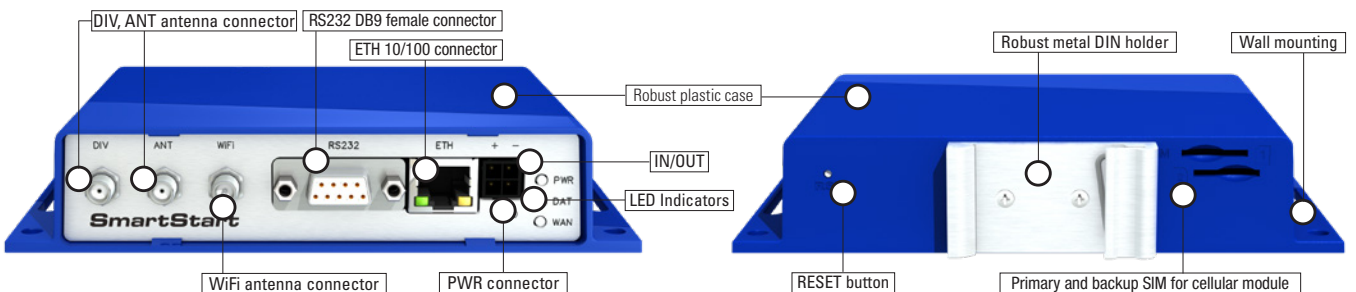 DIV, ANT antenna connector
RS232 DB9 female connector
ETH 10/100 connector
Robust metal DIN holder
Wall mounting
Robust plastic case
DIV
ANT
WiFi
RS232
ETH
+ −
IN/OUT
PWR
DAT
LED Indicators
WAN
SmartStart
WiFi antenna connector
PWR connector
RESET button
Primary and backup SIM for cellular module